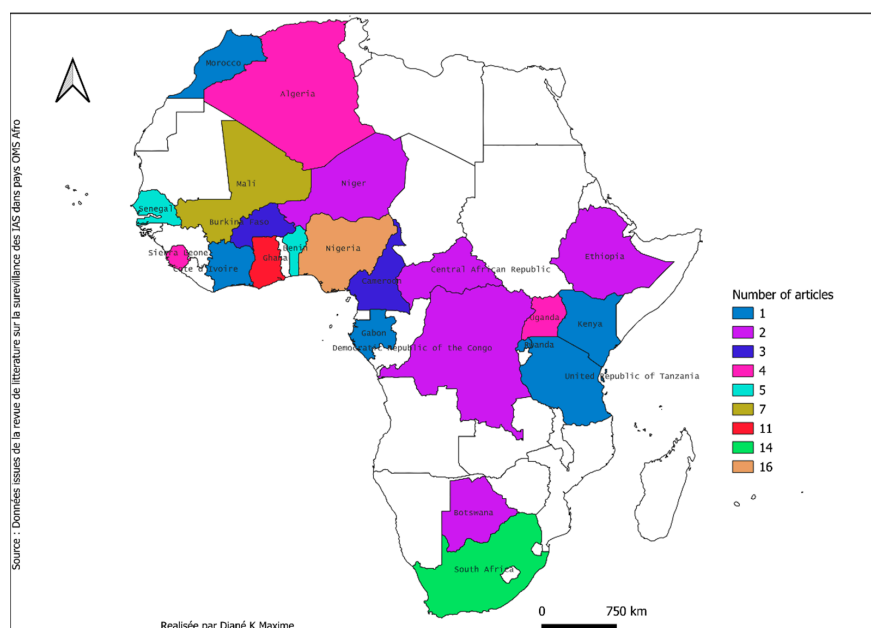 Morocco
Algeria
Mali
Niger
Senegal
Burkina Faso
Sierra Leone
Cote d'Ivoire
Ghana
Benin
Nigeria
Cameroon
Central African Republic
Ethiopia
Gabon
Democratic Republic of the Congo
Uganda
Kenya
Rwanda
United Republic of Tanzania
Botswana
South Africa
Number of articles
1
2
3
4
5
7
11
14
16
0 750 km
Realisée par Diané K Maxime
Source : Données issues de la revue de litterature sur la surevillance des IAS dans pays OMS Afro